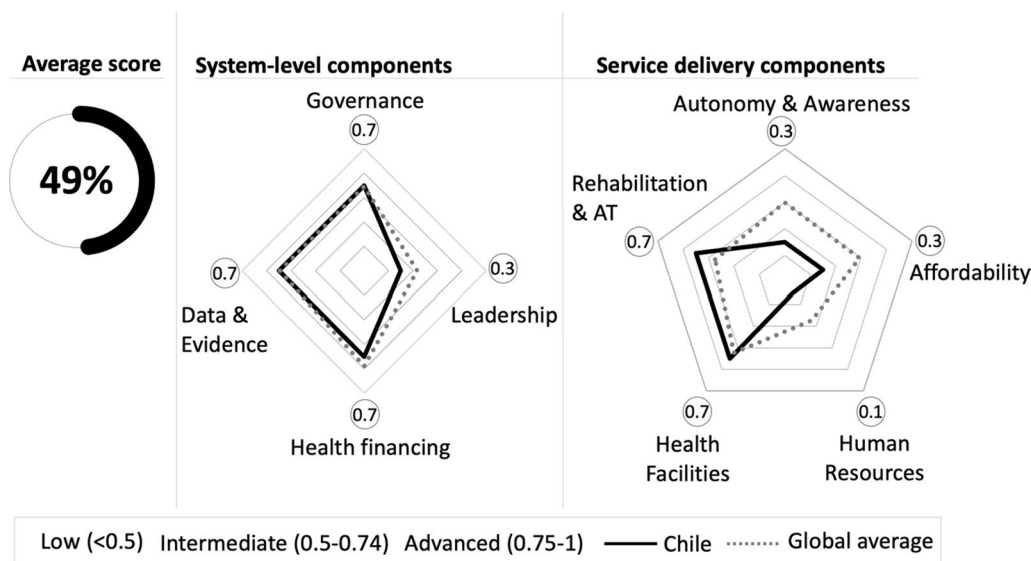 Average score
49%
System-level components
Governance
0.7
0.7
Data &
Evidence
0.3
Leadership
0.7
Health financing
Service delivery components
Autonomy & Awareness
0.3
Rehabilitation
& AT
0.7
0.3
Affordability
0.7
Health
Facilities
0.1
Human
Resources
Low (<0.5) Intermediate (0.5-0.74) Advanced (0.75-1) Chile Global average